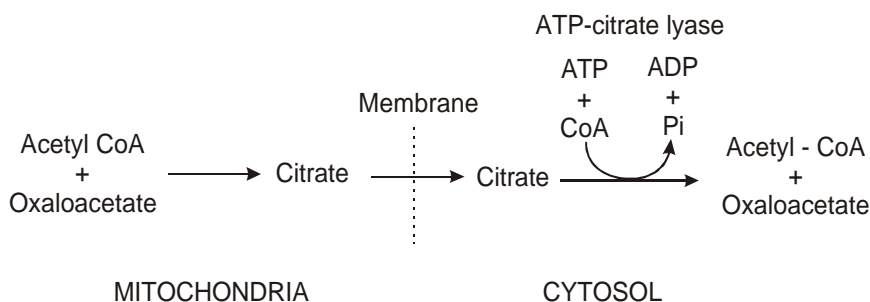 ATP-citrate lyase
ATP ADP
+ +
Membrane
CoA Pi
Acetyl CoA
+
Oxaloacetate
Citrate
Citrate
Acetyl - CoA
+
Oxaloacetate
MITOCHONDRIA CYTOSOL